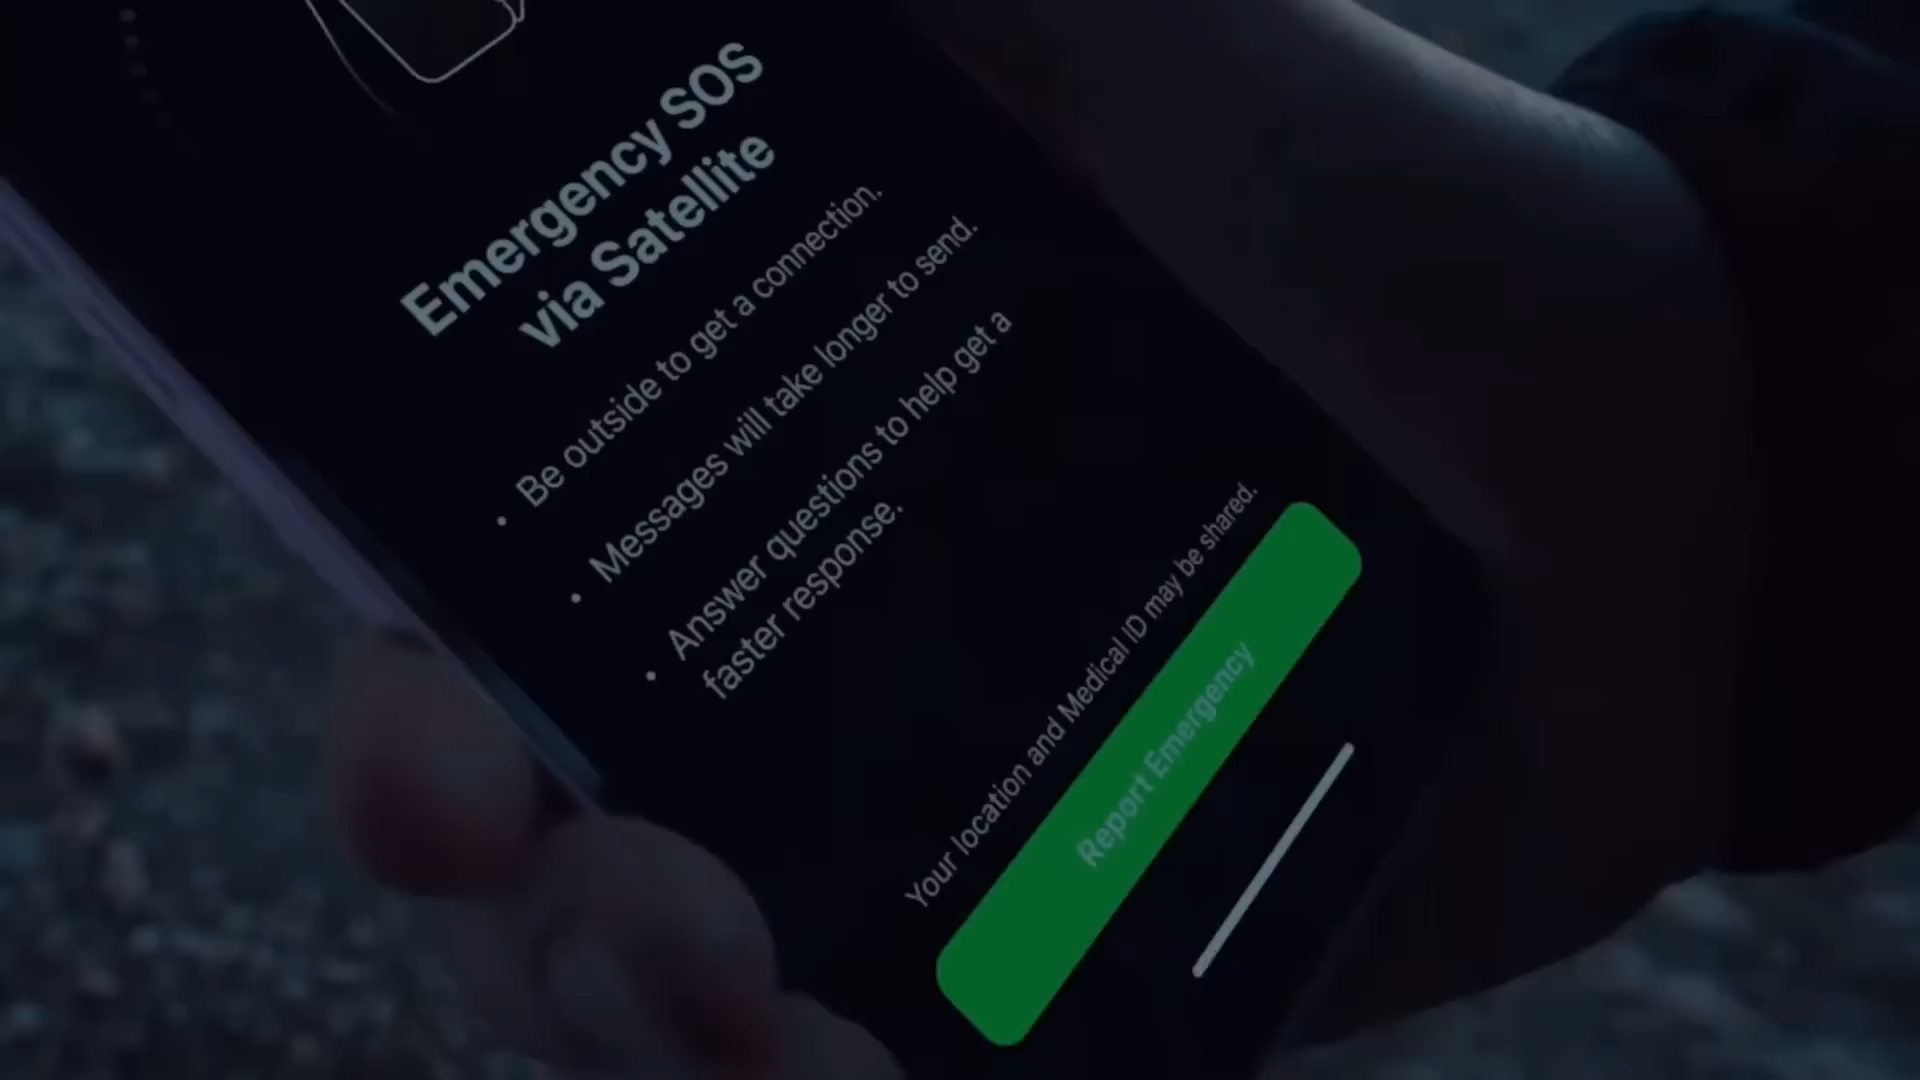 Emergency SOS
via Satellite
• Be outside to get a connection.
• Messages will take longer to send.
• Answer questions to help get a
faster response.
Your location and Medical ID may be shared.
Report Emergency